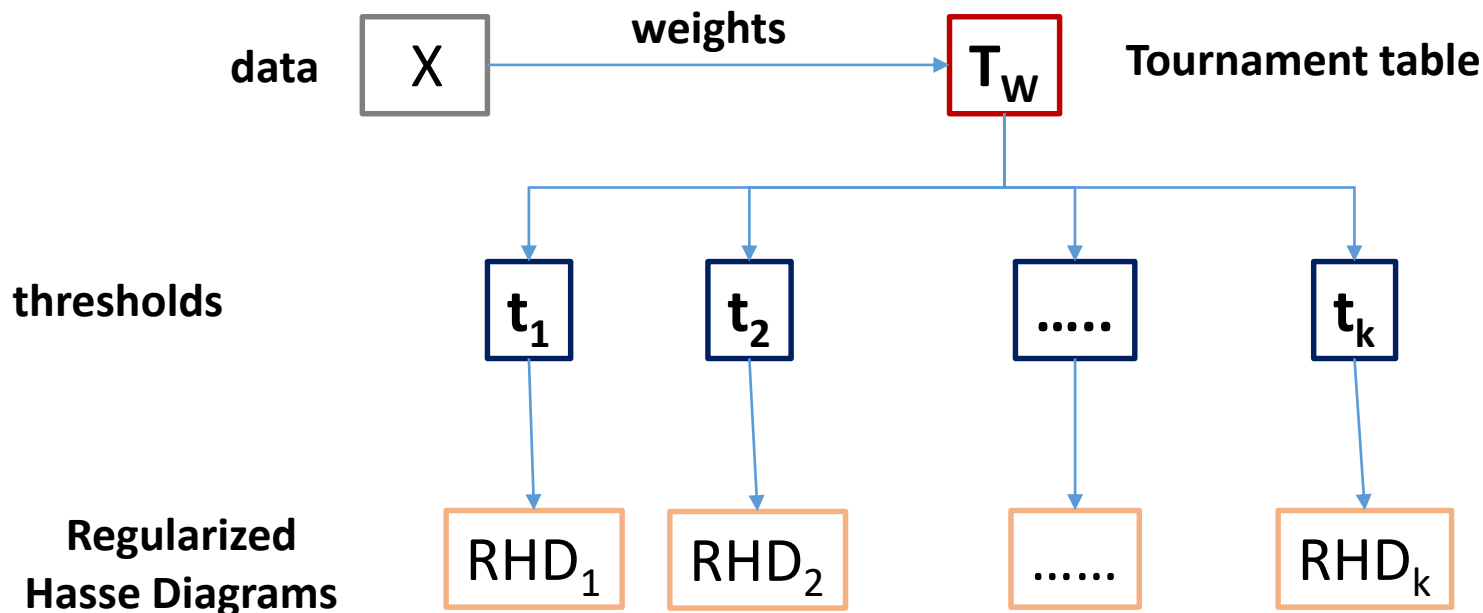 weights
data
X
T_W
Tournament table
thresholds
t_1
t_2
.....
t_k
Regularized
Hasse Diagrams
RHD_1
RHD_2
......
RHD_k